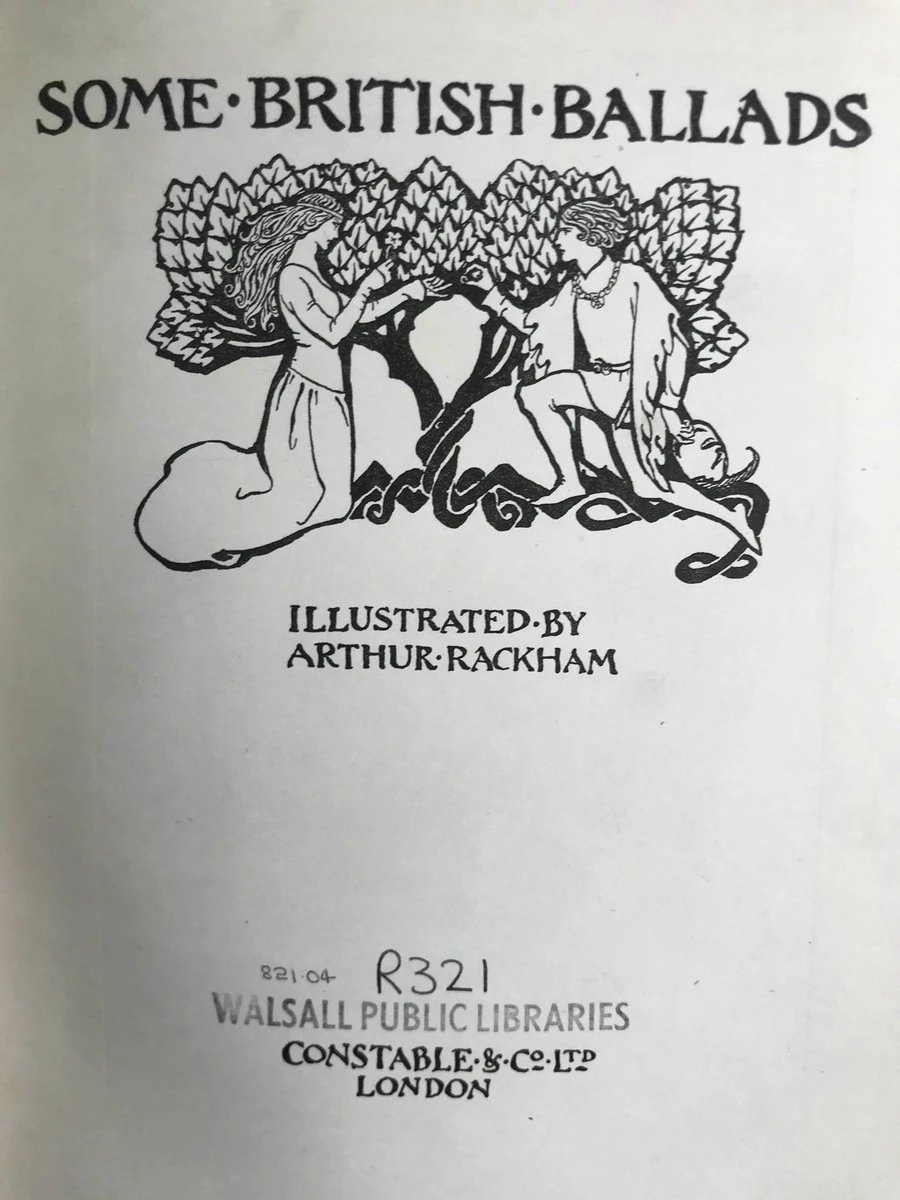 SOME·BRITISH·BALLADS
ILLUSTRATED·BY
ARTHUR·RACKHAM
821·04 R321
WALSALL PUBLIC LIBRARIES
CONSTABLE·&·Cº·LTD
LONDON